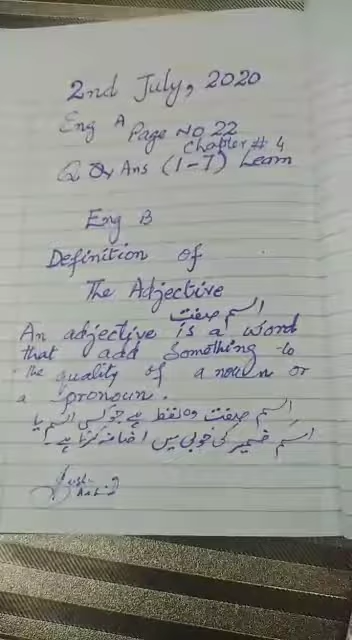 2nd July, 2020
Eng A Page No 22
Chapter # 4
Q & Ans (1-7) Learn
Eng B
Definition of
The Adjective
اسم صفت
An adjective is a word
that add something to
the quality of a noun or
a pronoun.
اسم صفت وہ لفظ ہے جو کسی اسم یا
اسم ضمیر کی خوبی میں اضافہ کرتا ہے۔